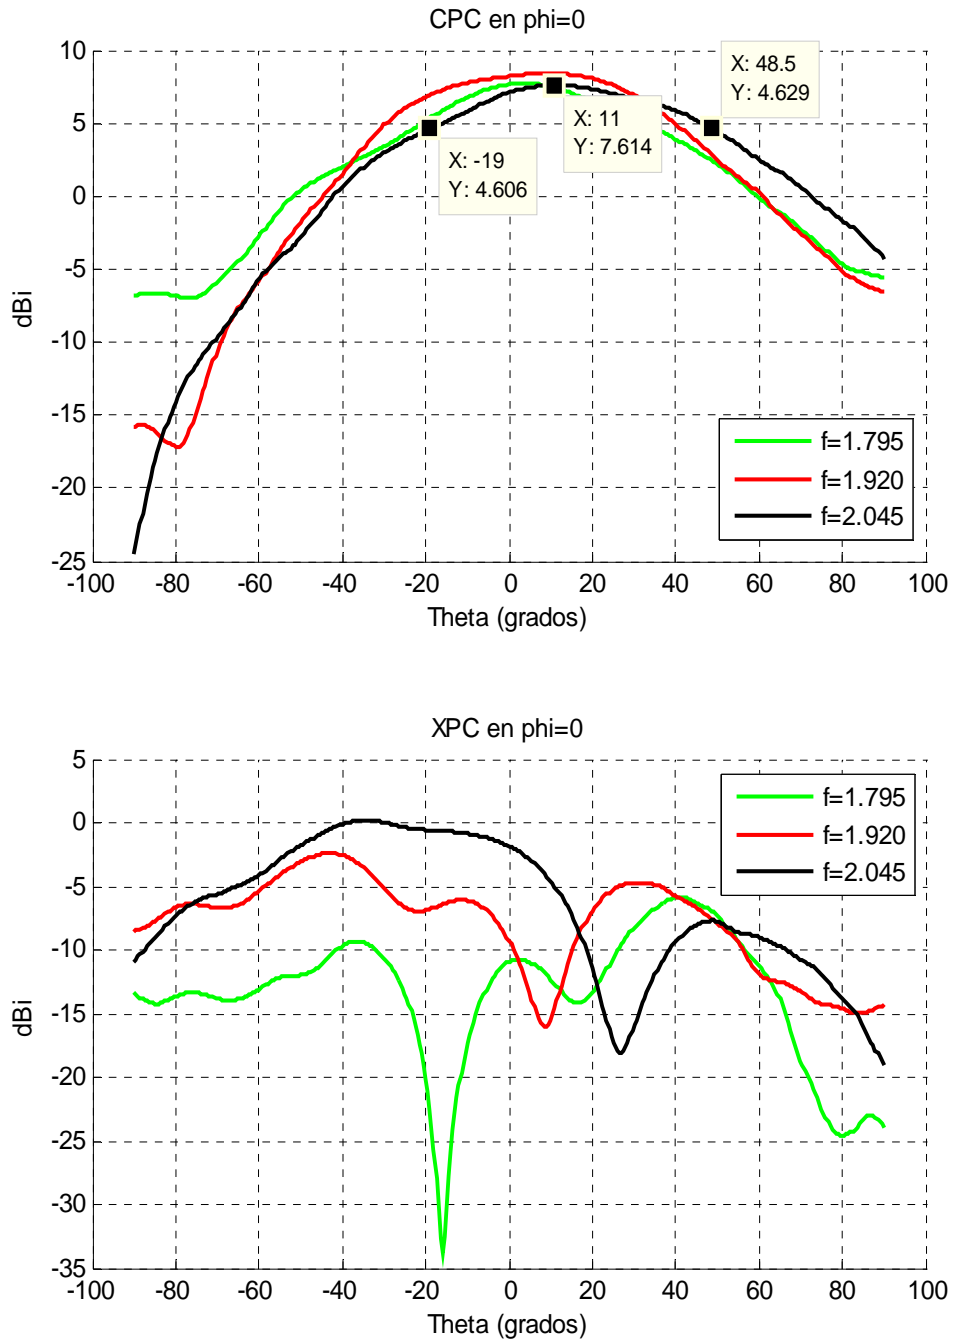 CPC en phi=0
10
5
0
-5
-10
-15
-20
-25
dBi
X: 48.5
Y: 4.629
X: 11
Y: 7.614
X: -19
Y: 4.606
f=1.795
f=1.920
f=2.045
-100 -80 -60 -40 -20 0 20 40 60 80 100
Theta (grados)
XPC en phi=0
5
0
-5
-10
-15
-20
-25
-30
-35
dBi
f=1.795
f=1.920
f=2.045
-100 -80 -60 -40 -20 0 20 40 60 80 100
Theta (grados)